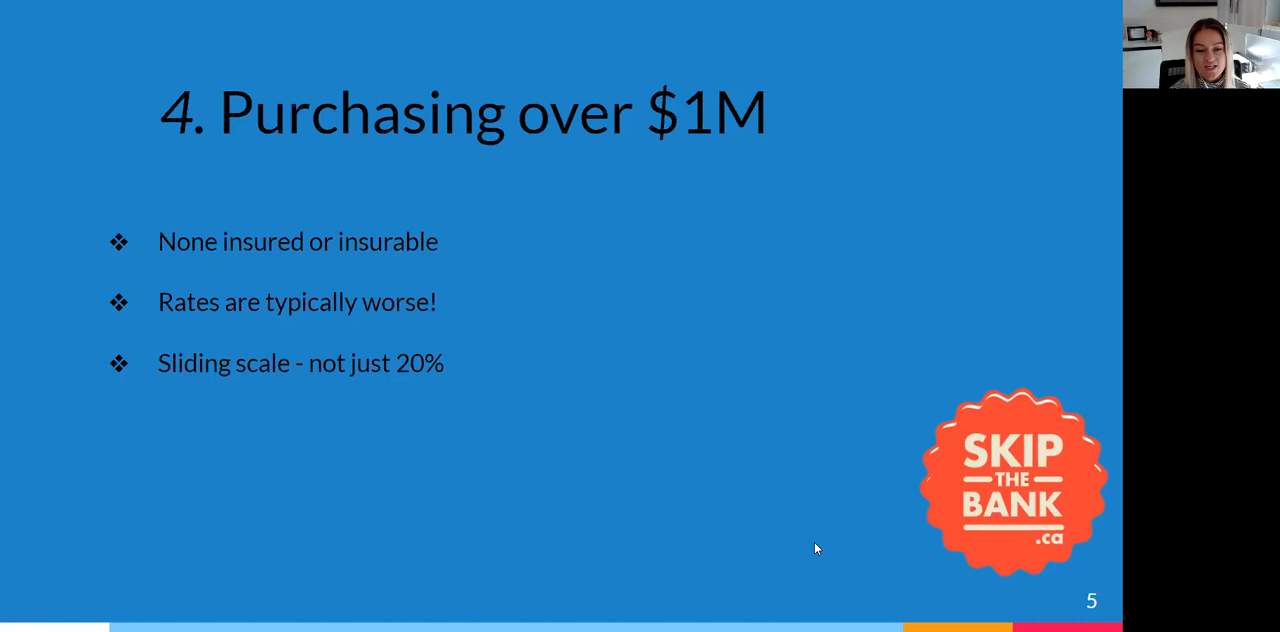 4. Purchasing over $1M
❖ None insured or insurable
❖ Rates are typically worse!
❖ Sliding scale - not just 20%
SKIP
THE
BANK
.ca
5